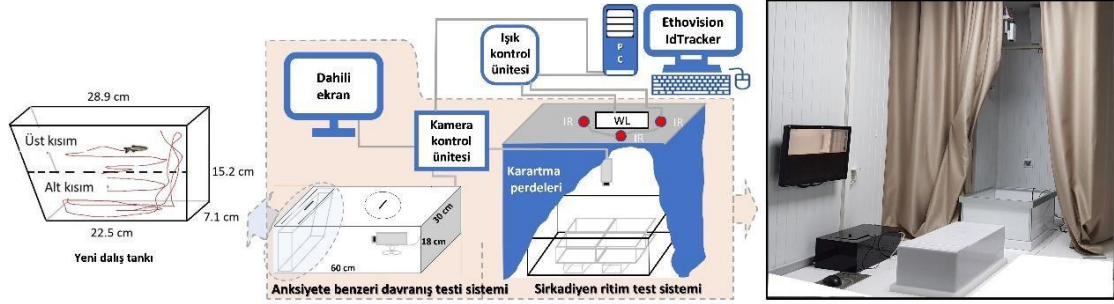 28.9 cm
Üst kısım
Alt kısım
15.2 cm
7.1 cm
22.5 cm
Yeni dalış tankı
Dahili
ekran
Kamera
kontrol
ünitesi
Işık
kontrol
ünitesi
P
C
Ethovision
IdTracker
IR
WL
IR
IR
Karartma
perdeleri
30 cm
18 cm
60 cm
Anksiyete benzeri davranış testi sistemi
Sirkadiyen ritim test sistemi